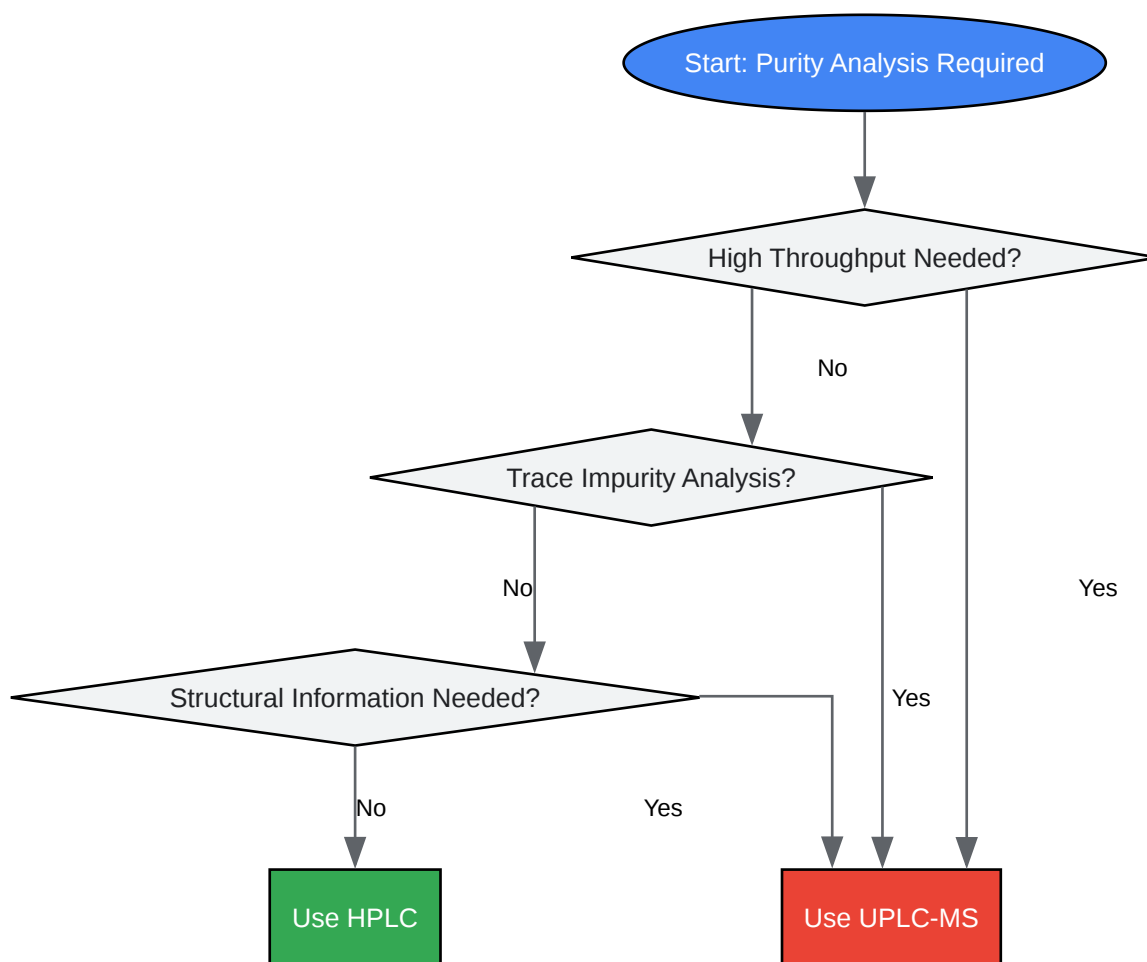 Start: Purity Analysis Required
High Throughput Needed?
No
Trace Impurity Analysis?
No
Yes
Structural Information Needed?
Yes
No
Yes
Use HPLC
Use UPLC-MS